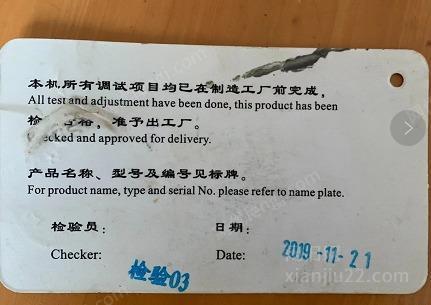 本机所有调试项目均已在制造工厂前完成，
All test and adjustment have been done, this product has been
检 格，准予出工厂。
ecked and approved for delivery.
产品名称、型号及编号见标牌。
For product name, type and serial No. please refer to name plate.
检验员： 日期：
Checker: Date: 2019-11-21
检验03
xianjiu22.com